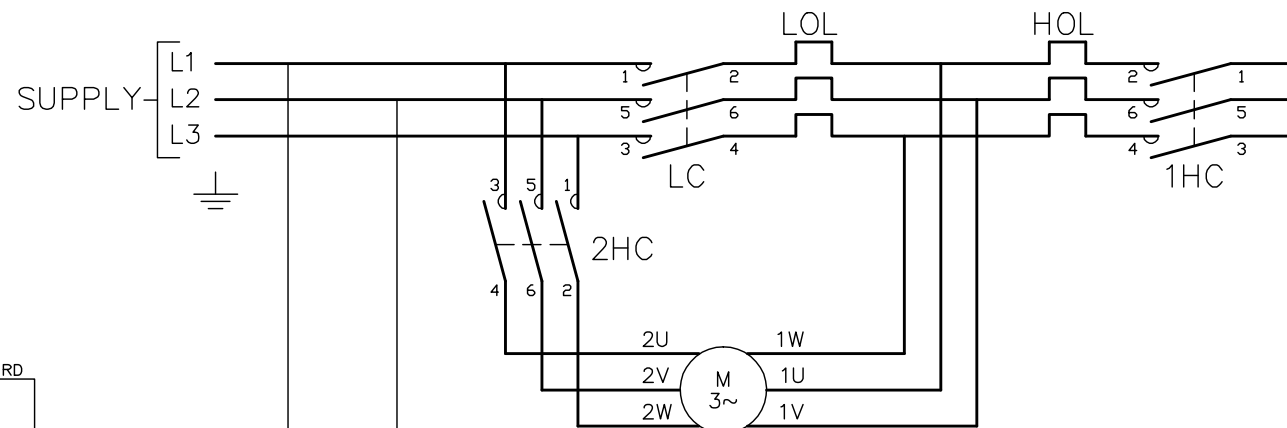 LOL HOL
L1
1 2 2 1
SUPPLY L2
5 6 6 5
L3
3 4 4 3
LC 1HC
3 5 1
2HC
4 6 2
2U 1W
RD
2V M 1U
3~
2W 1V